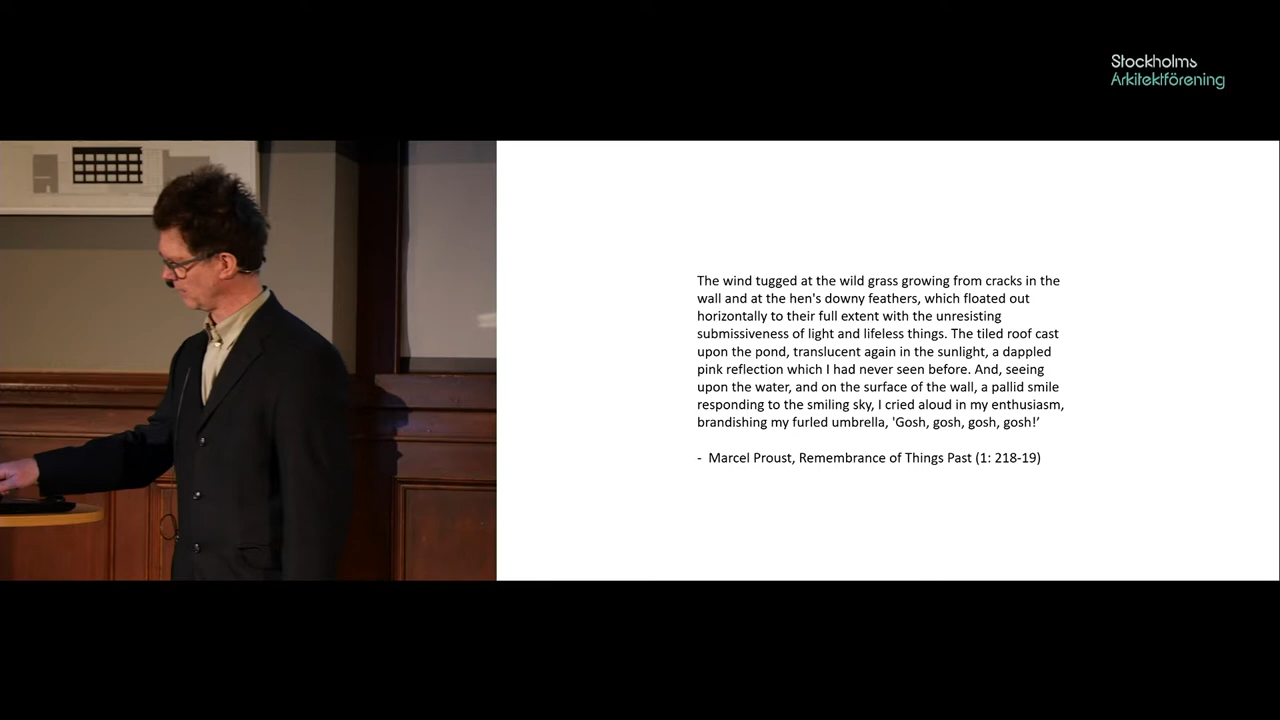 Stockholms
Arkitektförening
The wind tugged at the wild grass growing from cracks in the
wall and at the hen's downy feathers, which floated out
horizontally to their full extent with the unresisting
submissiveness of light and lifeless things. The tiled roof cast
upon the pond, translucent again in the sunlight, a dappled
pink reflection which I had never seen before. And, seeing
upon the water, and on the surface of the wall, a pallid smile
responding to the smiling sky, I cried aloud in my enthusiasm,
brandishing my furled umbrella, 'Gosh, gosh, gosh, gosh!’
- Marcel Proust, Remembrance of Things Past (1: 218-19)